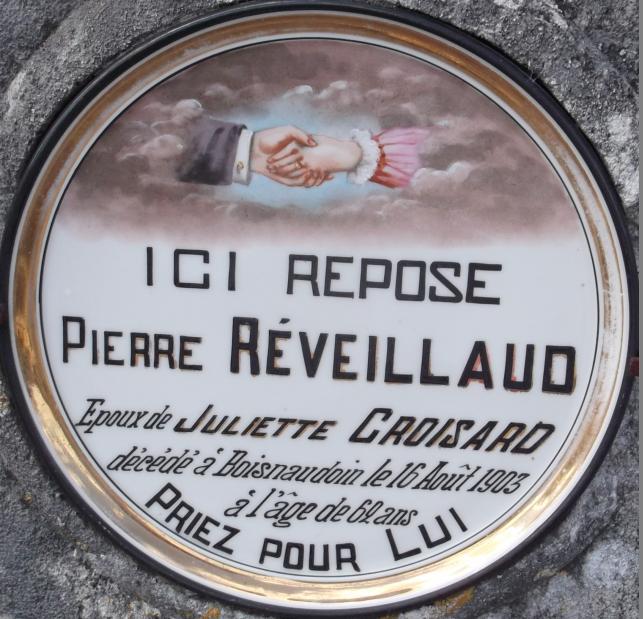 ICI REPOSE
PIERRE RÉVEILLAUD
Epoux de JULIETTE CROISARD
décédé à Boisnaudoin le 16 Août 1903
à l'âge de 69 ans
PRIEZ POUR LUI